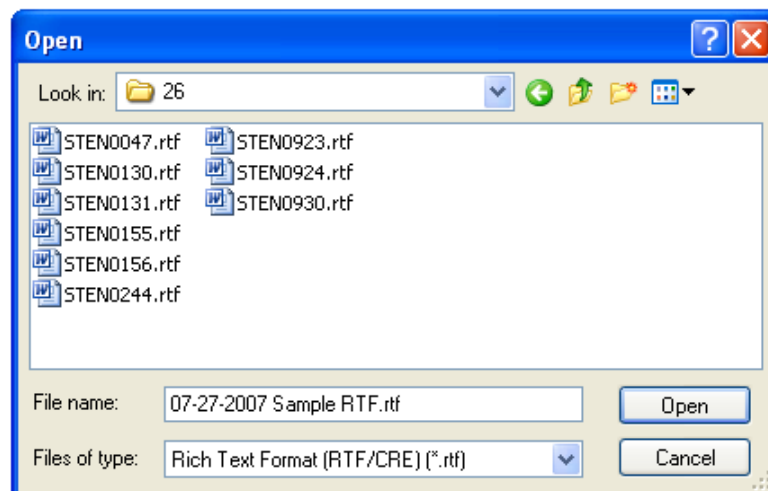 Open
Look in: 26
STEN0047.rtf STEN0923.rtf
STEN0130.rtf STEN0924.rtf
STEN0131.rtf STEN0930.rtf
STEN0155.rtf
STEN0156.rtf
STEN0244.rtf
File name: 07-27-2007 Sample RTF.rtf Open
Files of type: Rich Text Format (RTF/CRE) (*.rtf) Cancel